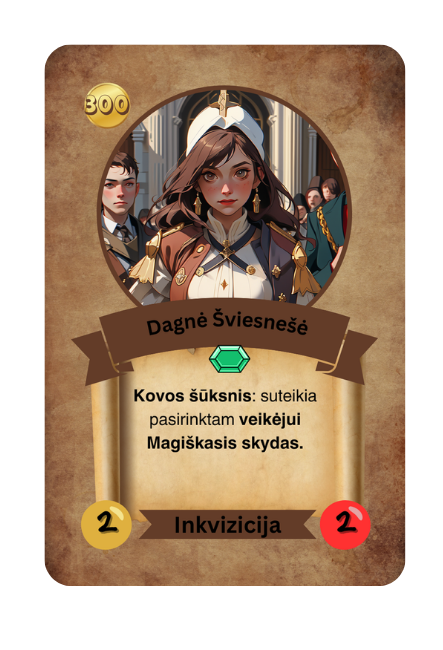 300
Dagnė Šviesnešė
Kovos šūksnis: suteikia
pasirinktam veikėjui
Magiškasis skydas.
2 Inkvizicija 2